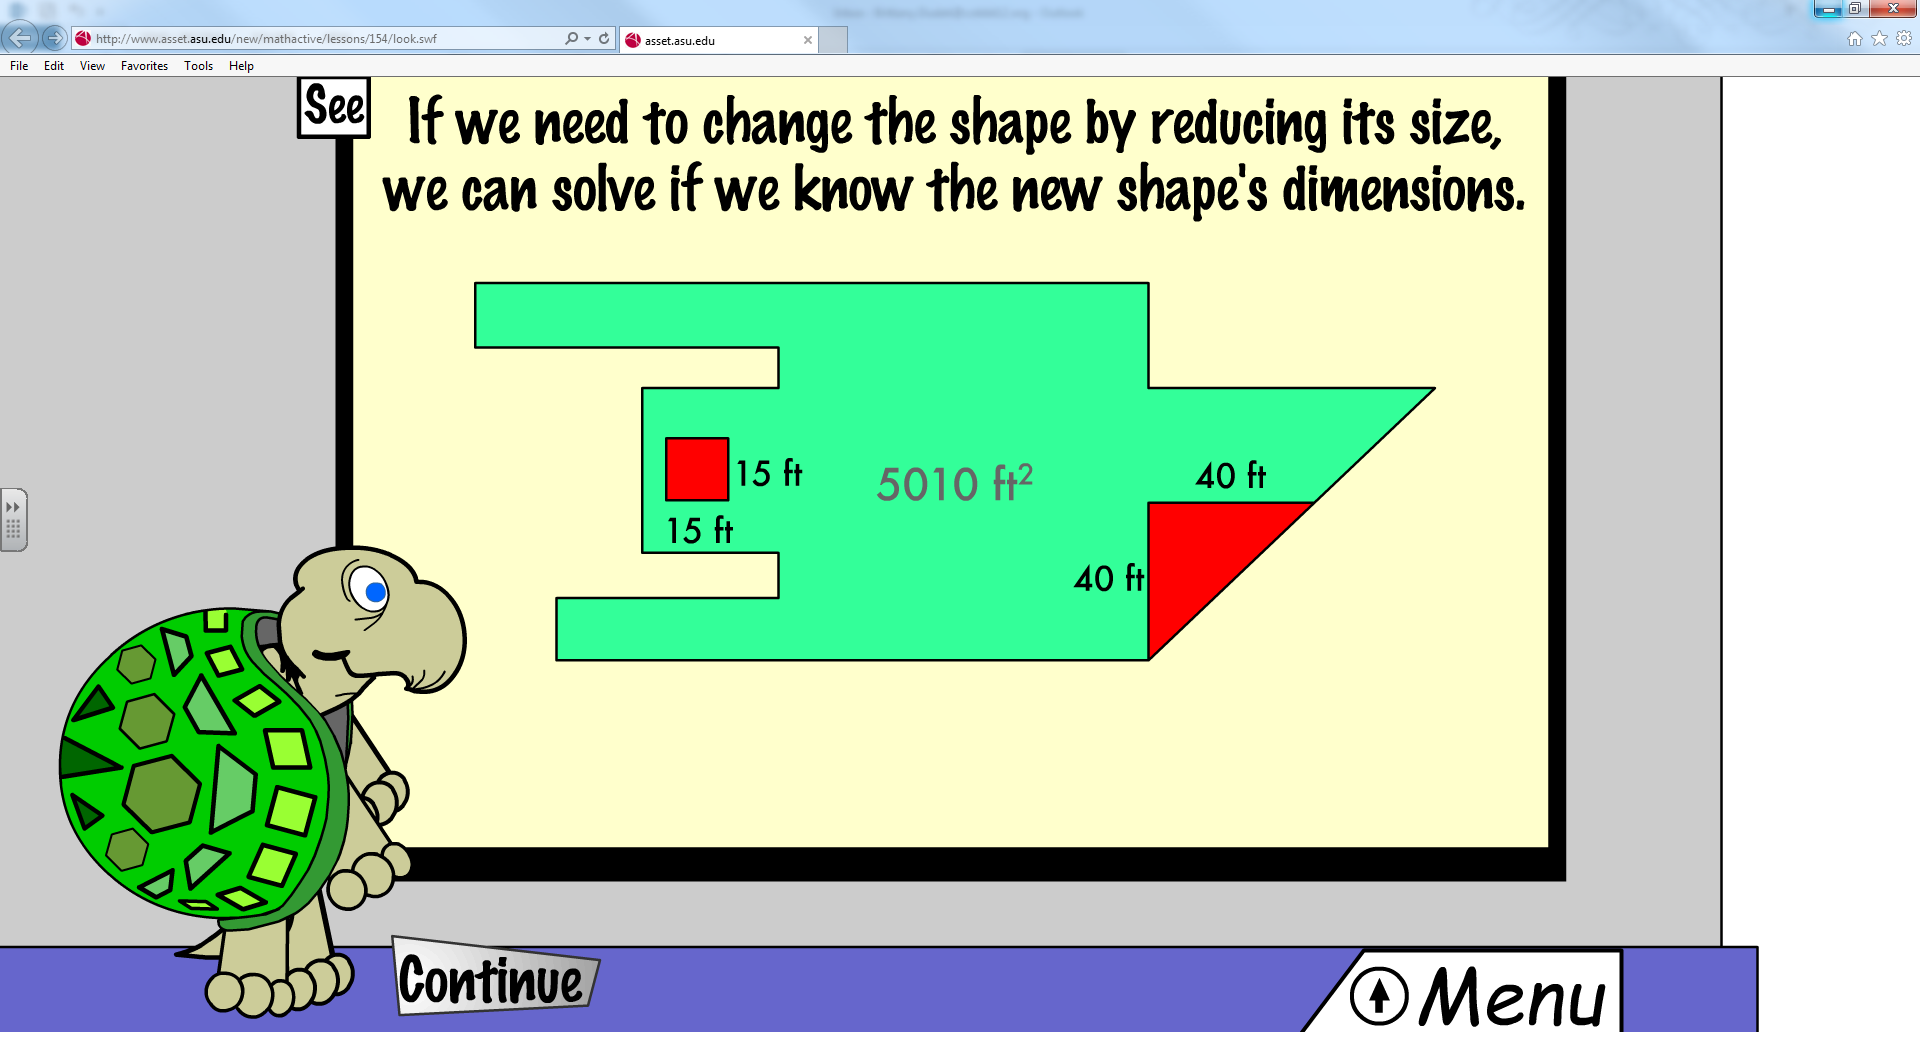 http://www.asset.asu.edu/new/mathactive/lessons/154/look.swf
asset.asu.edu
File Edit View Favorites Tools Help
See
If we need to change the shape by reducing its size,
we can solve if we know the new shape's dimensions.
15 ft
15 ft
5010 ft²
40 ft
40 ft
Continue
Menu